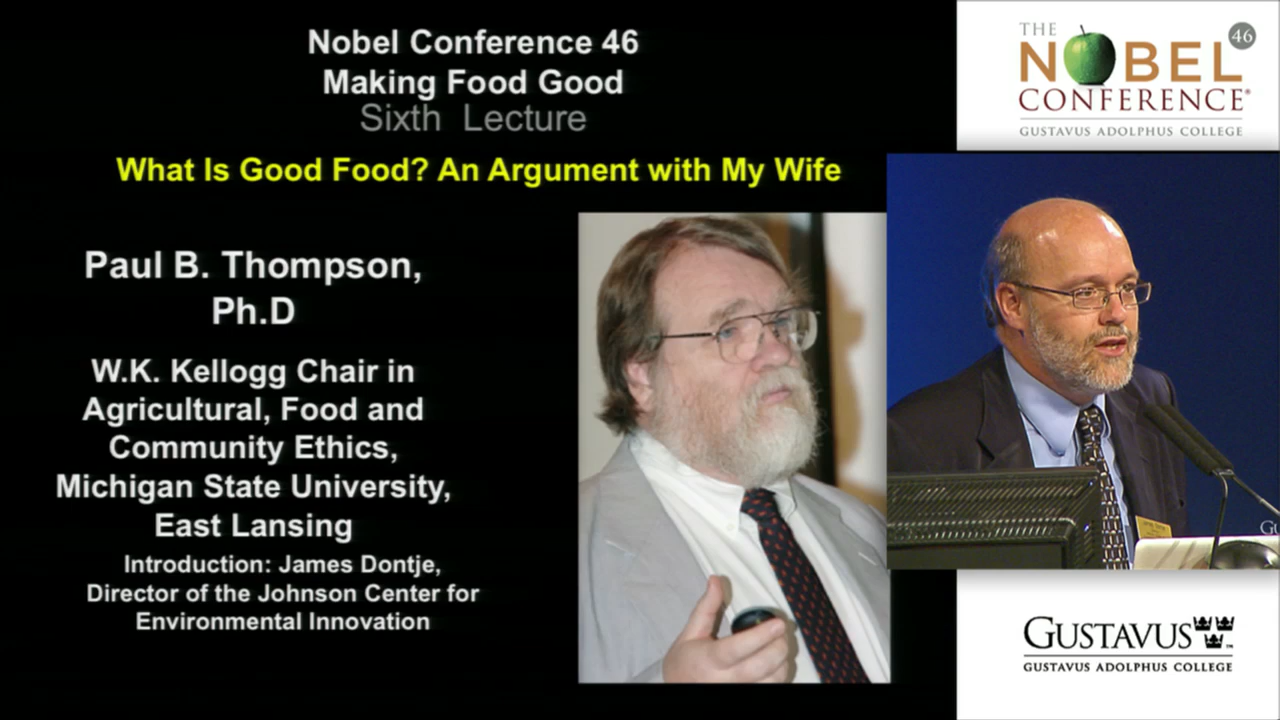 Nobel Conference 46
Making Food Good
Sixth Lecture
What Is Good Food? An Argument with My Wife
Paul B. Thompson,
Ph.D
W.K. Kellogg Chair in
Agricultural, Food and
Community Ethics,
Michigan State University,
East Lansing
Introduction: James Dontje,
Director of the Johnson Center for
Environmental Innovation
THE
46
NOBEL
CONFERENCE®
GUSTAVUS ADOLPHUS COLLEGE
GUSTAVUS™
GUSTAVUS ADOLPHUS COLLEGE